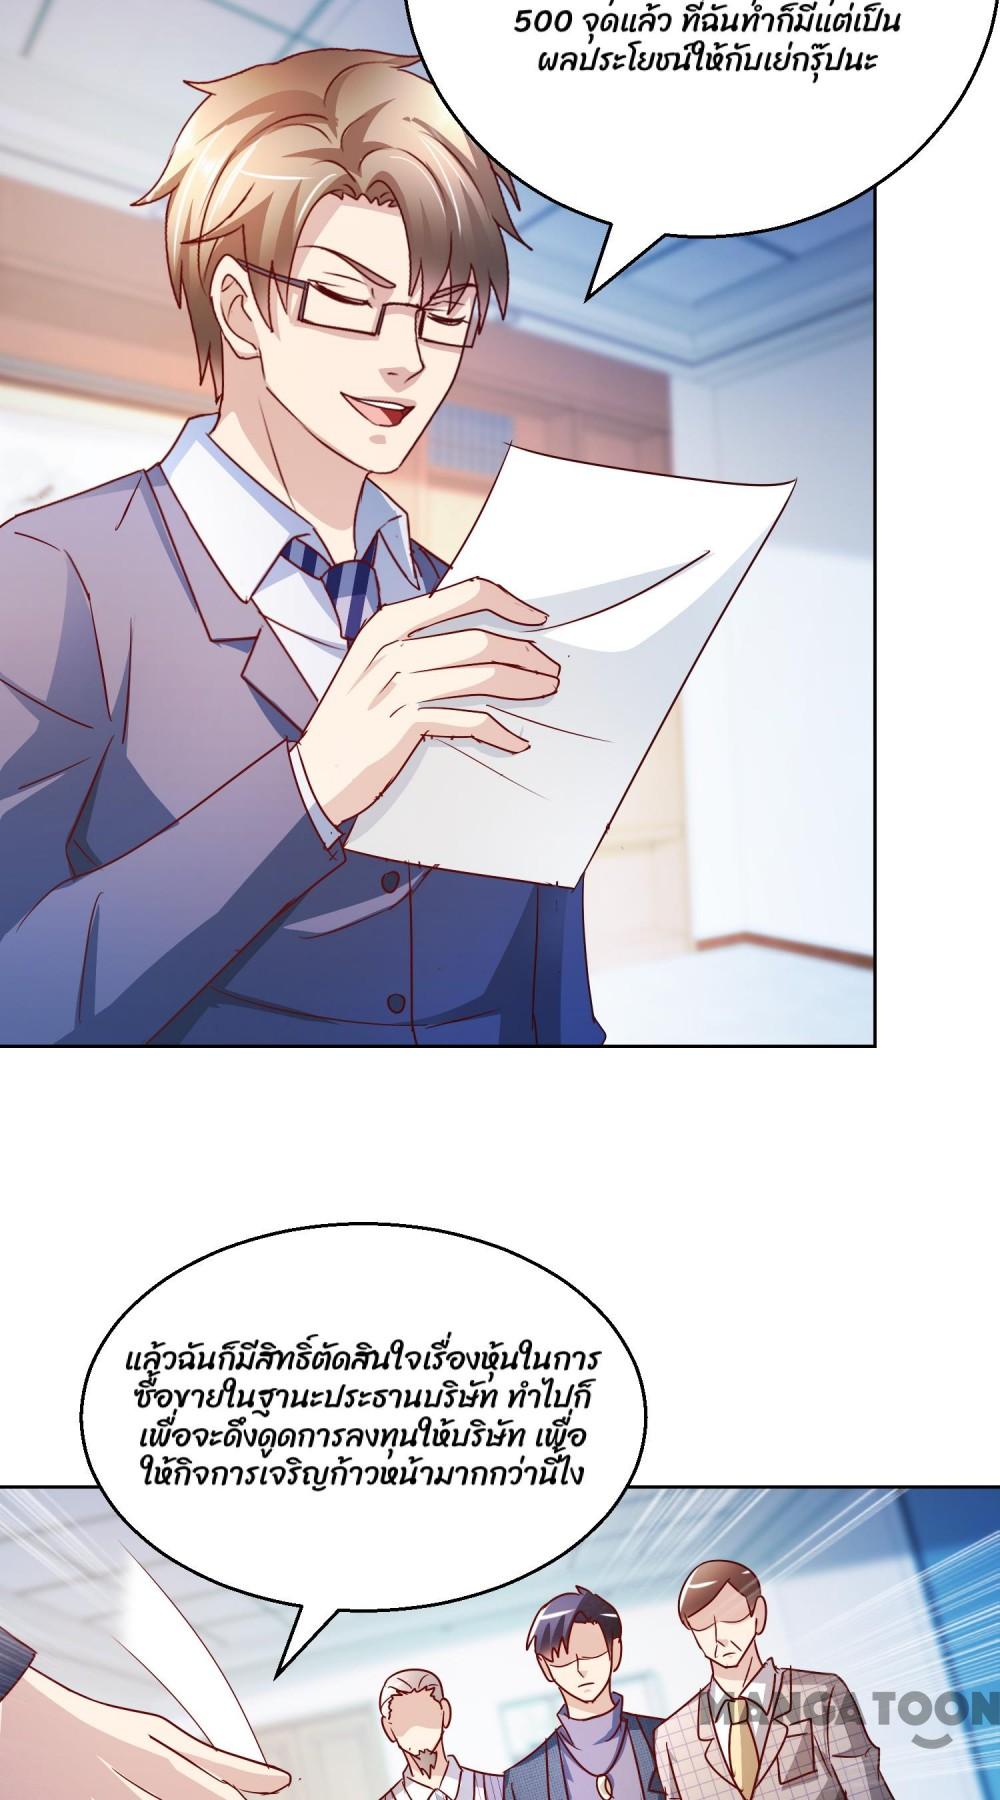 500 จุดแล้ว ที่ฉันทำก็มีแต่เป็น
ผลประโยชน์ให้กับเย่กรุ๊ปนะ
แล้วฉันก็มีสิทธิ์ตัดสินใจเรื่องหุ้นในการ
ซื้อขายในฐานะประธานบริษัท ทำไปก็
เพื่อจะดึงดูดการลงทุนให้บริษัท เพื่อ
ให้กิจการเจริญก้าวหน้ามากกว่านี้ไง
MANGATOON